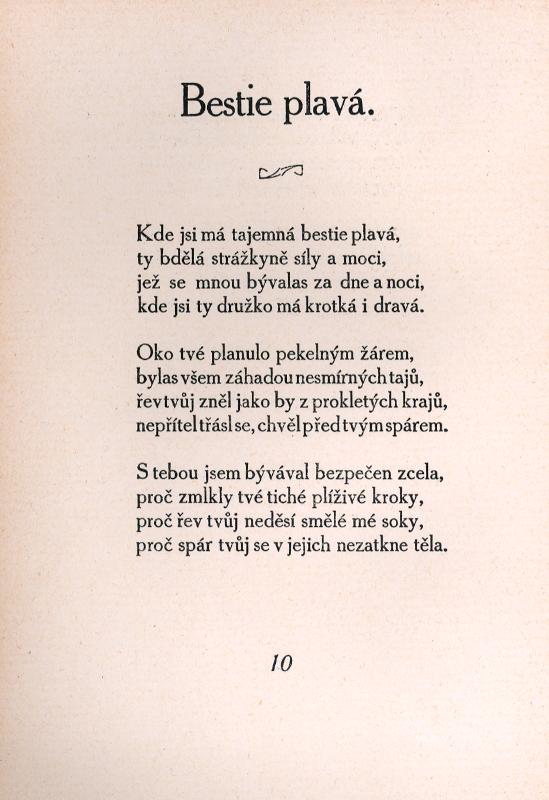 Bestie plavá.
Kde jsi má tajemná bestie plavá,
ty bdělá strážkyně síly a moci,
jež se mnou bývalas za dne a noci,
kde jsi ty družko má krotká i dravá.
Oko tvé planulo pekelným žárem,
bylas všem záhadou nesmírných tajů,
řev tvůj zněl jako by z prokletých krajů,
nepřítel třásl se, chvěl před tvým spárem.
S tebou jsem býval bezpečen zcela,
proč zmlkly tvé tiché plíživé kroky,
proč řev tvůj neděsí smělé mé soky,
proč spár tvůj se v jejich nezatkne těla.
10